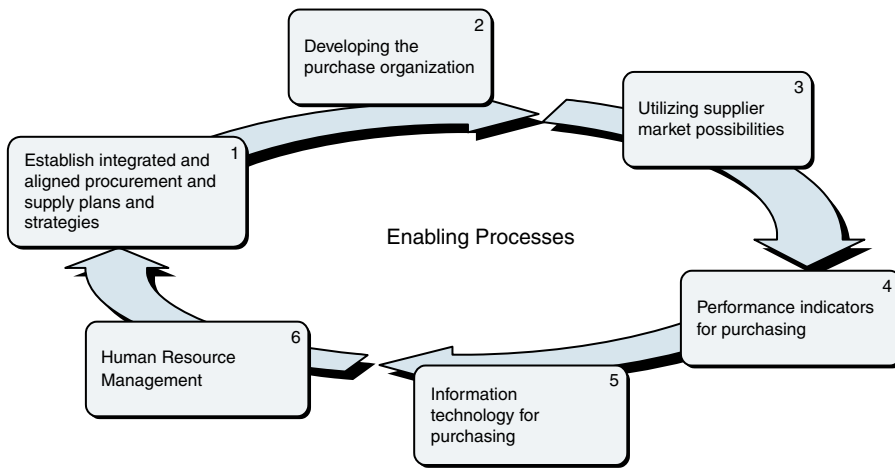 1
Establish integrated and
aligned procurement and
supply plans and
strategies
2
Developing the
purchase organization
3
Utilizing supplier
market possibilities
Enabling Processes
4
Performance indicators
for purchasing
5
Information
technology for
purchasing
6
Human Resource
Management